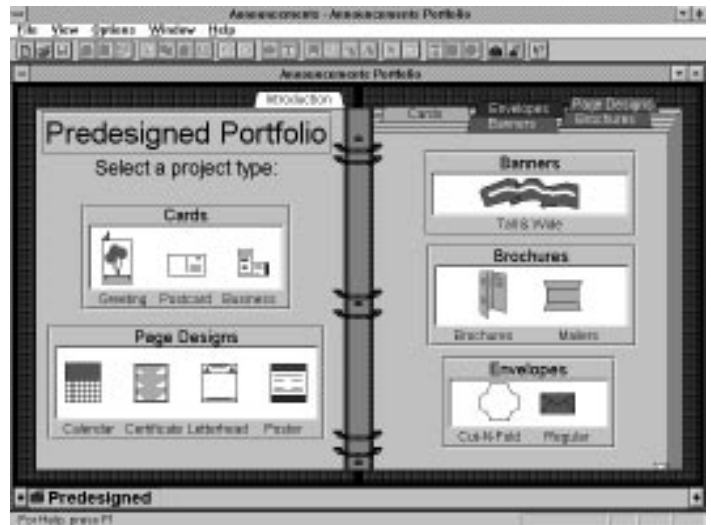 Announcements - Announcements Portfolio
File View Options Window Help
Announcements Portfolio
Introduction
Predesigned Portfolio
Select a project type:
Cards
Greeting Postcard Business
Page Designs
Calendar Certificate Letterhead Poster
Cards Envelopes Page Designs
Banners Brochures
Banners
Tall & Wide
Brochures
Brochures Mailers
Envelopes
Cut-N-Fold Regular
Predesigned
For Help, press F1